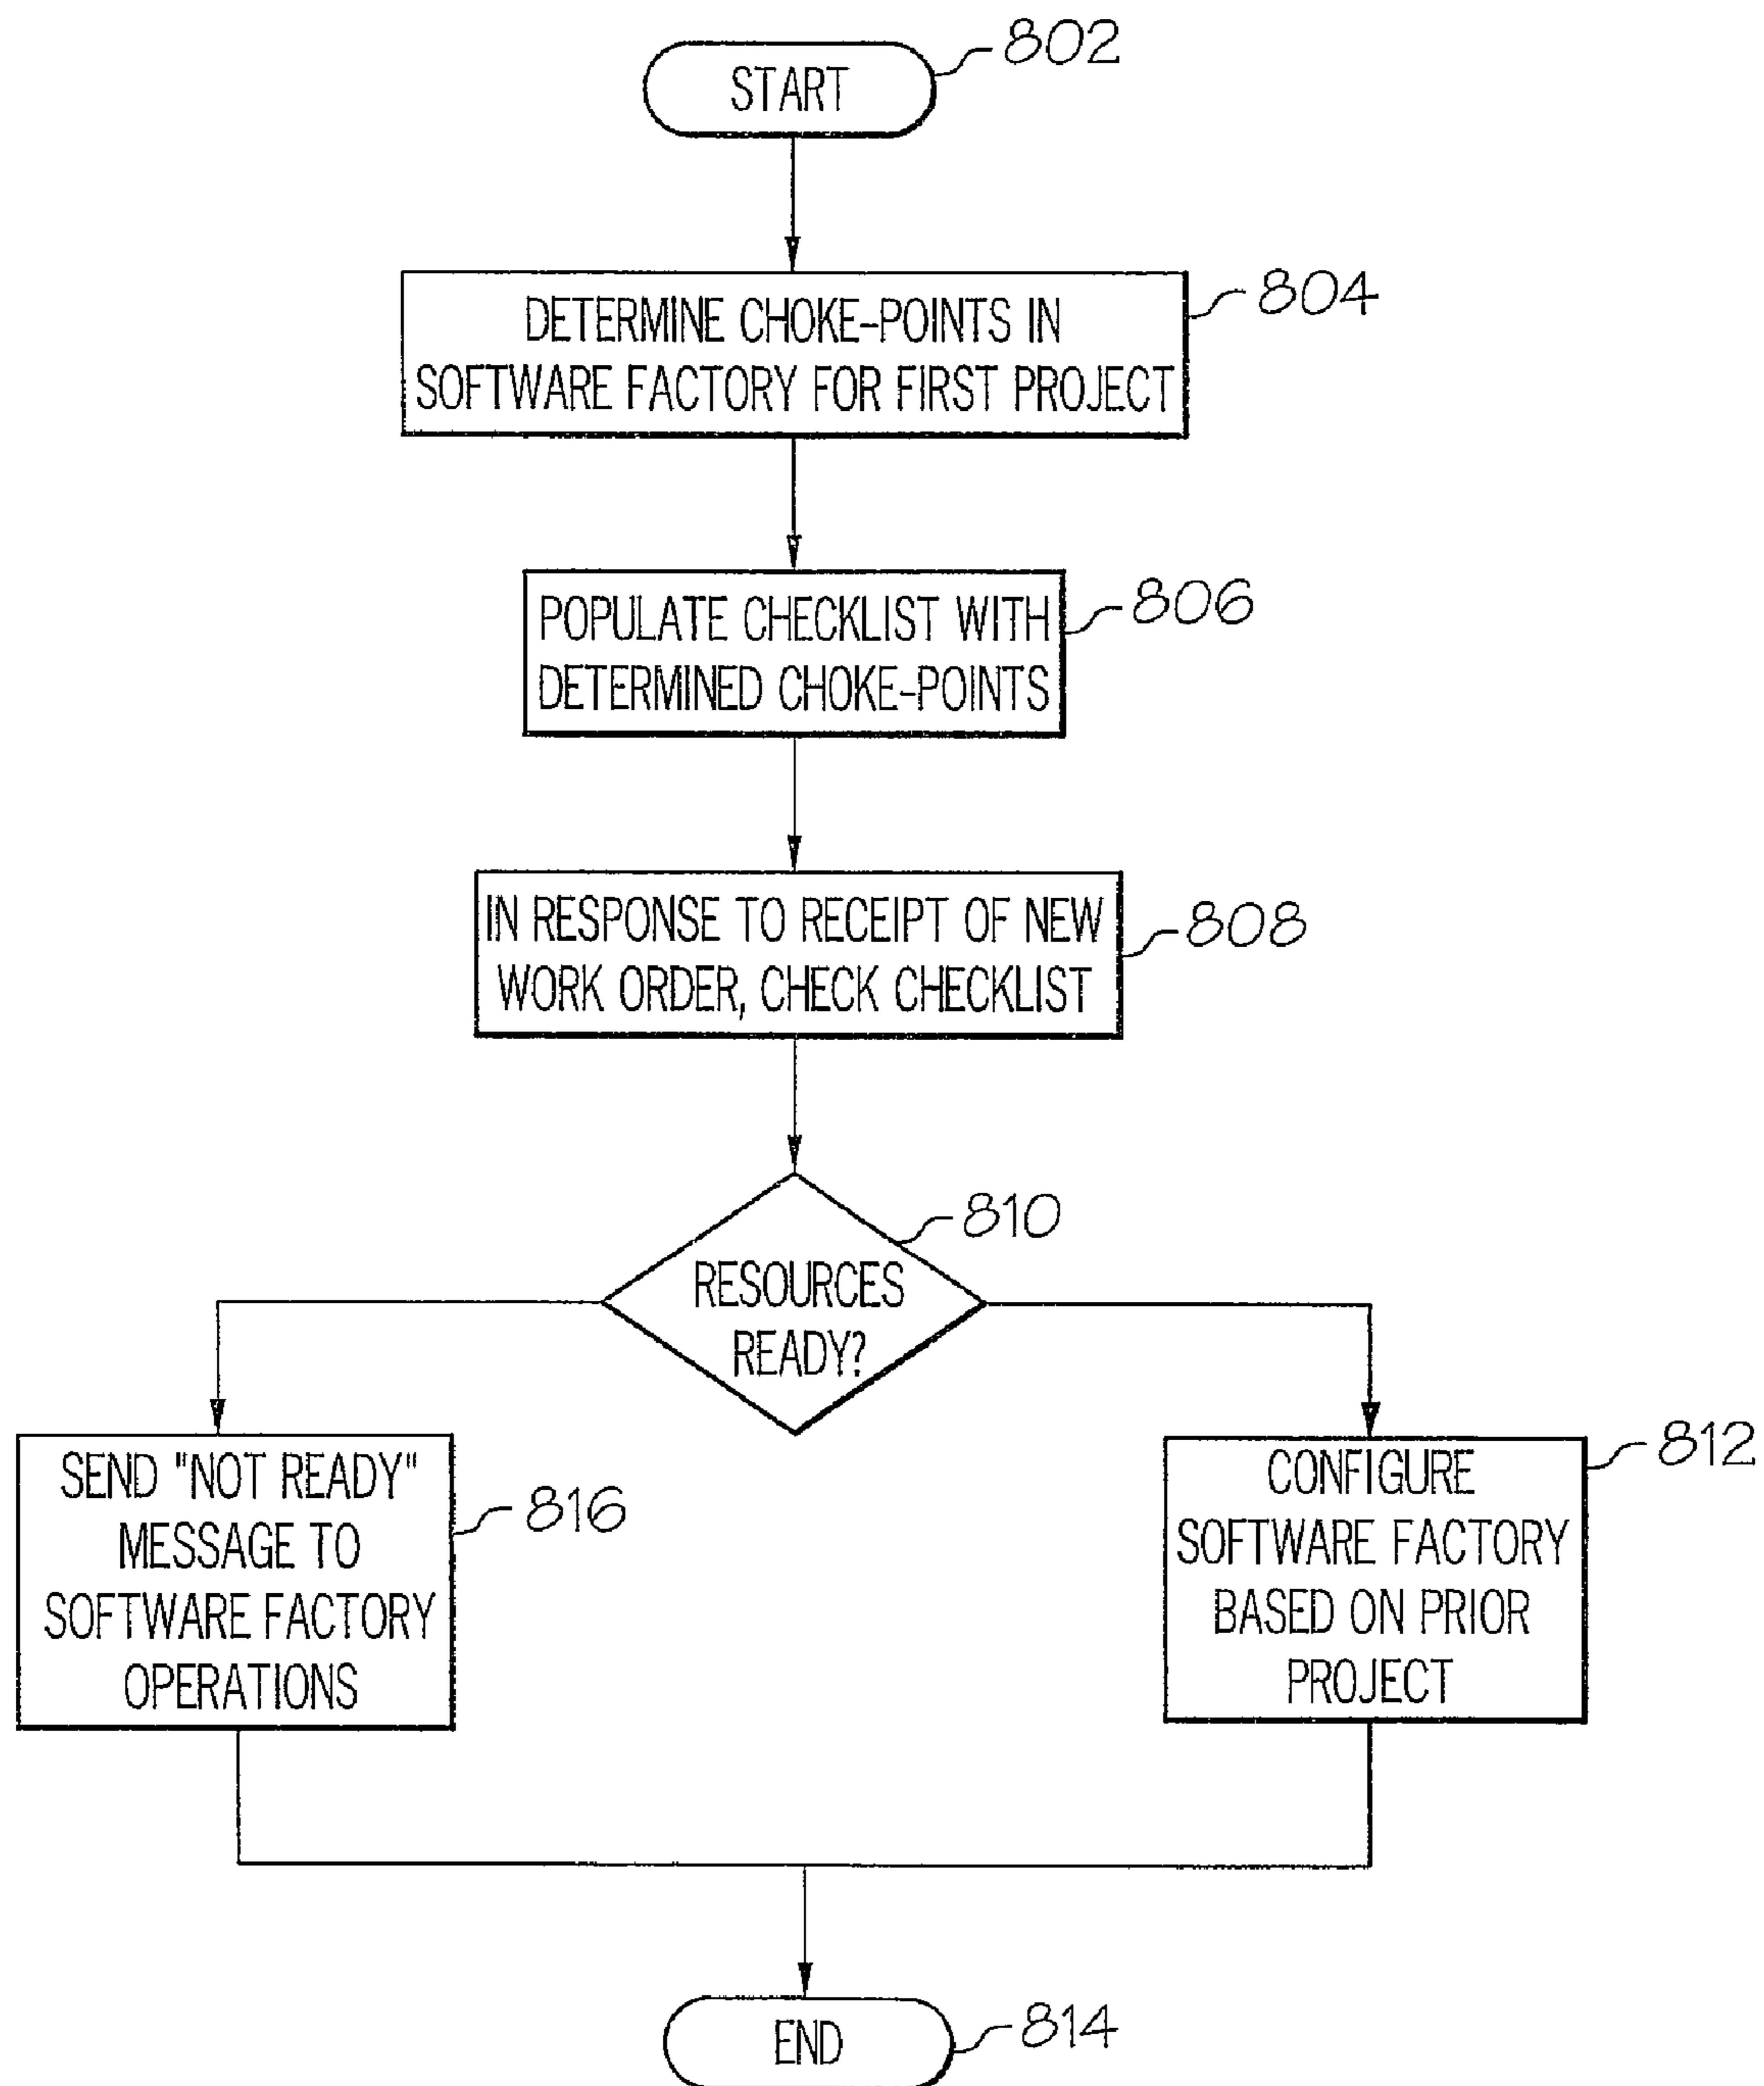 START
802
DETERMINE CHOKE-POINTS IN
SOFTWARE FACTORY FOR FIRST PROJECT
804
POPULATE CHECKLIST WITH
DETERMINED CHOKE-POINTS
806
IN RESPONSE TO RECEIPT OF NEW
WORK ORDER, CHECK CHECKLIST
808
RESOURCES
READY?
810
SEND "NOT READY"
MESSAGE TO
SOFTWARE FACTORY
OPERATIONS
816
CONFIGURE
SOFTWARE FACTORY
BASED ON PRIOR
PROJECT
812
END
814